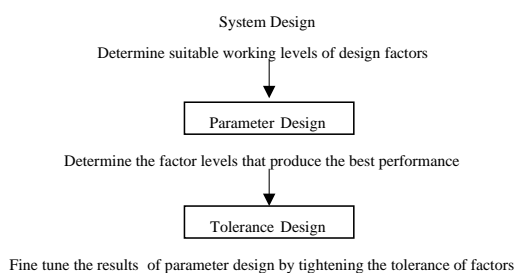 System Design
Determine suitable working levels of design factors
Parameter Design
Determine the factor levels that produce the best performance
Tolerance Design
Fine tune the results of parameter design by tightening the tolerance of factors